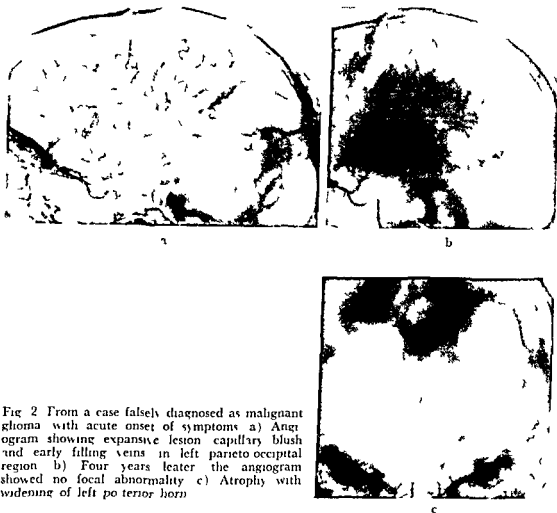 a
b
c
Fig 2 From a case falsely diagnosed as malignant
glioma with acute onset of symptoms a) Angi
ogram showing expansive lesion capillary blush
and early filling veins in left parieto occipital
region b) Four years leater the angiogram
showed no focal abnormality c) Atrophy with
widening of left po terior horn